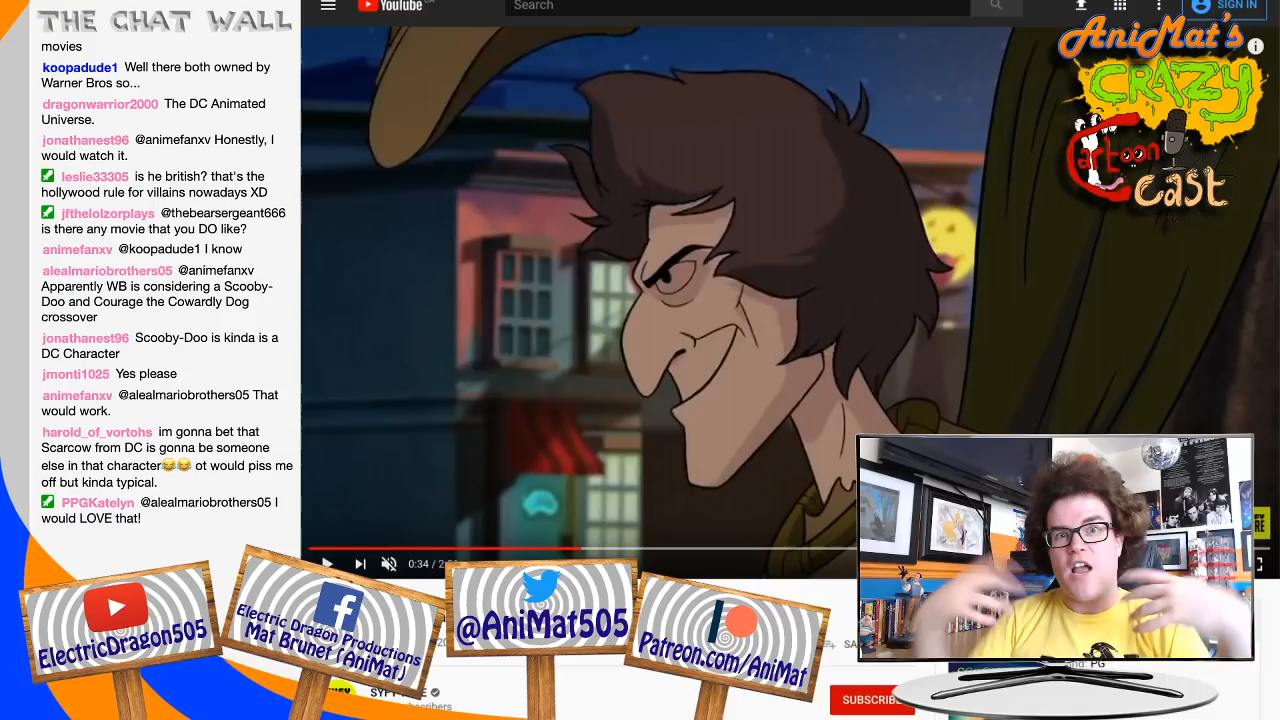 THE CHAT WALL
movies
koopadude1 Well there both owned by
Warner Bros so...
dragonwarrior2000 The DC Animated
Universe.
jonathanest96 @animefanxv Honestly, I
would watch it.
leslie33305 is he british? that's the
hollywood rule for villains nowadays XD
jfthelolzorplays @thebearsergeant666
is there any movie that you DO like?
animefanxv @koopadude1 I know
alealmariobrothers05 @animefanxv
Apparently WB is considering a Scooby-
Doo and Courage the Cowardly Dog
crossover
jonathanest96 Scooby-Doo is kinda is a
DC Character
jmonti1025 Yes please
animefanxv @alealmariobrothers05 That
would work.
harold_of_vortohs im gonna bet that
Scarcow from DC is gonna be someone
else in that character😂😂 ot would piss me
off but kinda typical.
PPGKatelyn @alealmariobrothers05 I
would LOVE that!
YouTube
Search
SIGN IN
AniMat's
CRAZY
Cartoon
Cast
0:34 /
SUBSCRIBE
ElectricDragon505
Electric Dragon Productions
Mat Brunet (AniMat)
@AniMat505
Patreon.com/AniMat